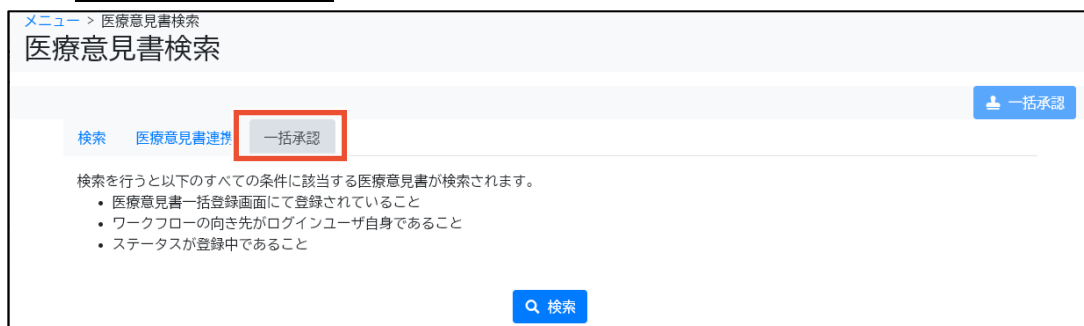 メニュー > 医療意見書検索
医療意見書検索
一括承認
検索 医療意見書連携 一括承認
検索を行うと以下のすべての条件に該当する医療意見書が検索されます。
• 医療意見書一括登録画面にて登録されていること
• ワークフローの向き先がログインユーザ自身であること
• ステータスが登録中であること
検索